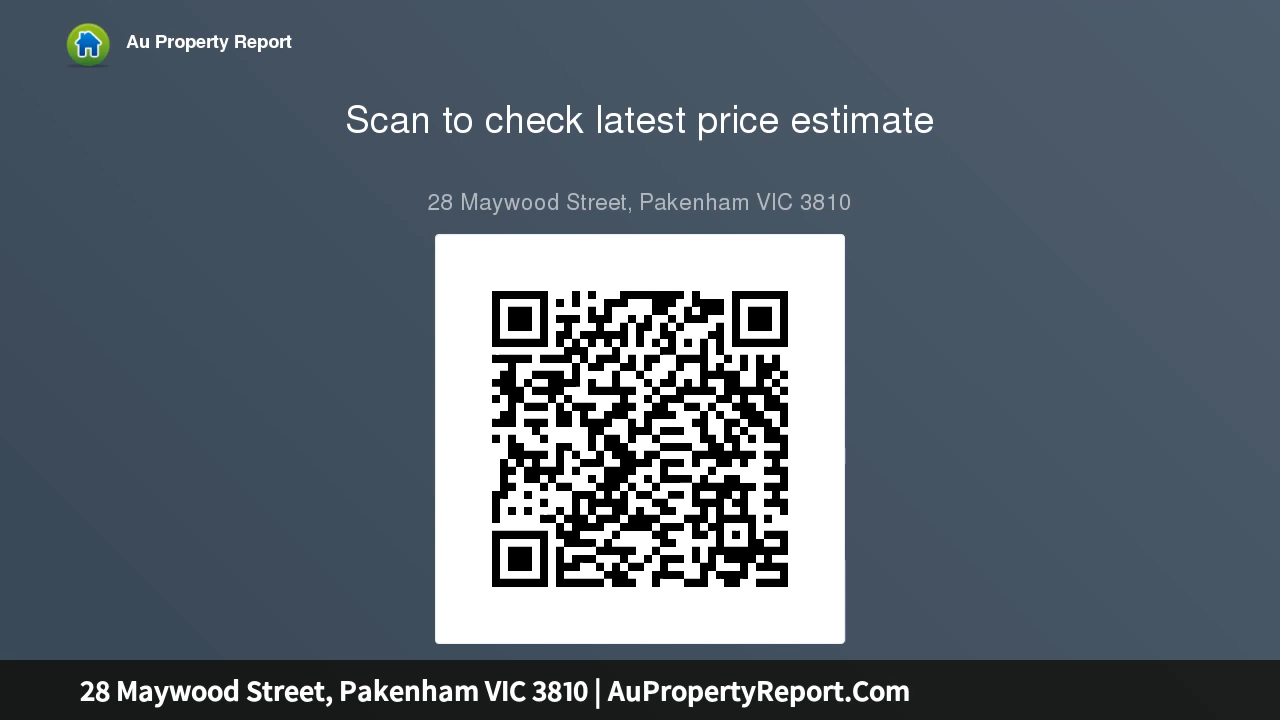 Au Property Report
Scan to check latest price estimate
28 Maywood Street, Pakenham VIC 3810
28 Maywood Street, Pakenham VIC 3810 | AuPropertyReport.Com